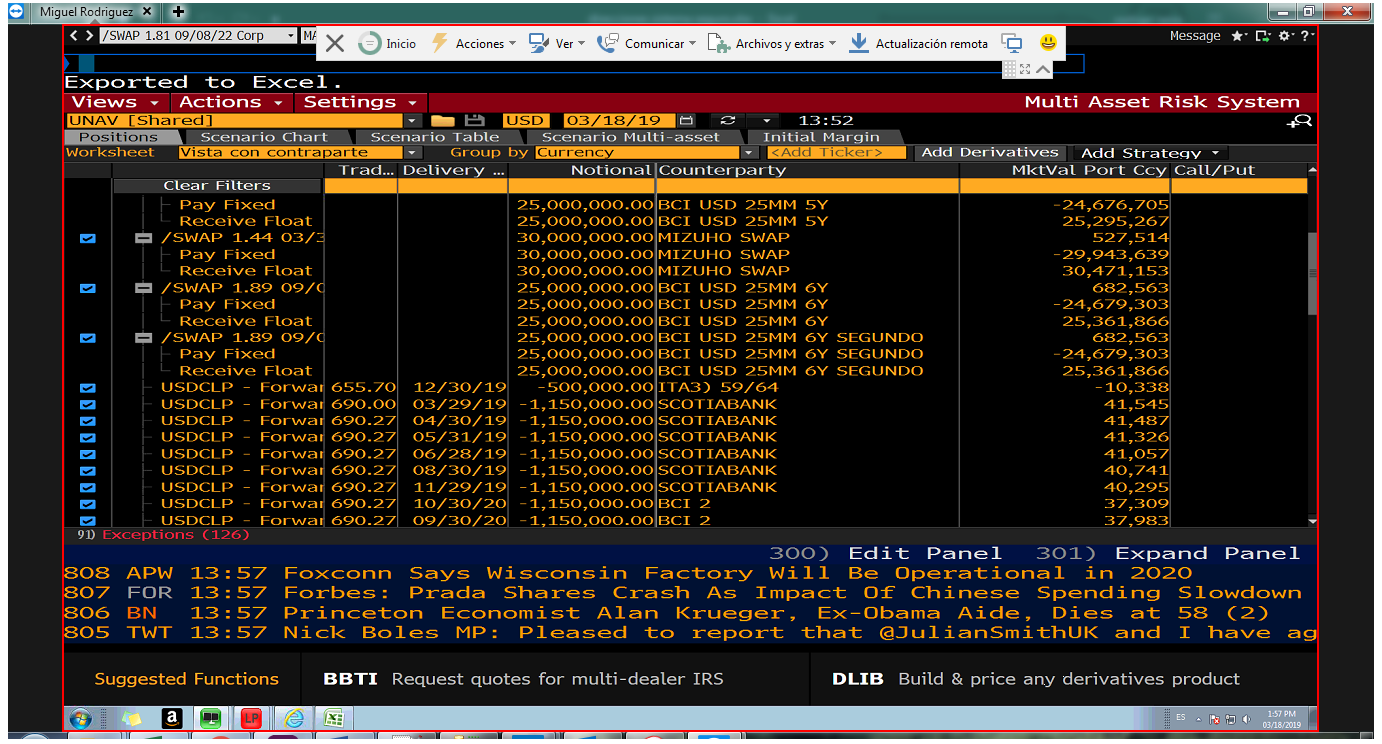 Miguel Rodriguez
/SWAP 1.81 09/08/22 Corp
Inicio Acciones Ver Comunicar Archivos y extras Actualización remota
Message
Exported to Excel.
Views Actions Settings Multi Asset Risk System
UNAV [Shared] USD 03/18/19 13:52
Positions Scenario Chart Scenario Table Scenario Multi-asset Initial Margin
Worksheet Vista con contraparte Group by Currency <Add Ticker> Add Derivatives Add Strategy
Trad... Delivery ... Notional Counterparty MktVal Port Ccy Call/Put
Clear Filters
Pay Fixed 25,000,000.00 BCI USD 25MM 5Y -24,676,705
Receive Float 25,000,000.00 BCI USD 25MM 5Y 25,295,267
/SWAP 1.44 03/3 30,000,000.00 MIZUHO SWAP 527,514
Pay Fixed 30,000,000.00 MIZUHO SWAP -29,943,639
Receive Float 30,000,000.00 MIZUHO SWAP 30,471,153
/SWAP 1.89 09/0 25,000,000.00 BCI USD 25MM 6Y 682,563
Pay Fixed 25,000,000.00 BCI USD 25MM 6Y -24,679,303
Receive Float 25,000,000.00 BCI USD 25MM 6Y 25,361,866
/SWAP 1.89 09/0 25,000,000.00 BCI USD 25MM 6Y SEGUNDO 682,563
Pay Fixed 25,000,000.00 BCI USD 25MM 6Y SEGUNDO -24,679,303
Receive Float 25,000,000.00 BCI USD 25MM 6Y SEGUNDO 25,361,866
USDCLP - Forwar 655.70 12/30/19 -500,000.00 ITA3) 59/64 -10,338
USDCLP - Forwar 690.00 03/29/19 -1,150,000.00 SCOTIABANK 41,545
USDCLP - Forwar 690.27 04/30/19 -1,150,000.00 SCOTIABANK 41,487
USDCLP - Forwar 690.27 05/31/19 -1,150,000.00 SCOTIABANK 41,326
USDCLP - Forwar 690.27 06/28/19 -1,150,000.00 SCOTIABANK 41,057
USDCLP - Forwar 690.27 08/30/19 -1,150,000.00 SCOTIABANK 40,741
USDCLP - Forwar 690.27 11/29/19 -1,150,000.00 SCOTIABANK 40,295
USDCLP - Forwar 690.27 10/30/20 -1,150,000.00 BCI 2 37,309
USDCLP - Forwar 690.27 09/30/20 -1,150,000.00 BCI 2 37,983
91) Exceptions (126)
300) Edit Panel 301) Expand Panel
808 APW 13:57 Foxconn Says Wisconsin Factory Will Be Operational in 2020
807 FOR 13:57 Forbes: Prada Shares Crash As Impact Of Chinese Spending Slowdown
806 BN 13:57 Princeton Economist Alan Krueger, Ex-Obama Aide, Dies at 58 (2)
805 TWT 13:57 Nick Boles MP: Pleased to report that @JulianSmithUK and I have ag
Suggested Functions BBTI Request quotes for multi-dealer IRS DLIB Build & price any derivatives product
LP ES 1:57 PM
03/18/2019